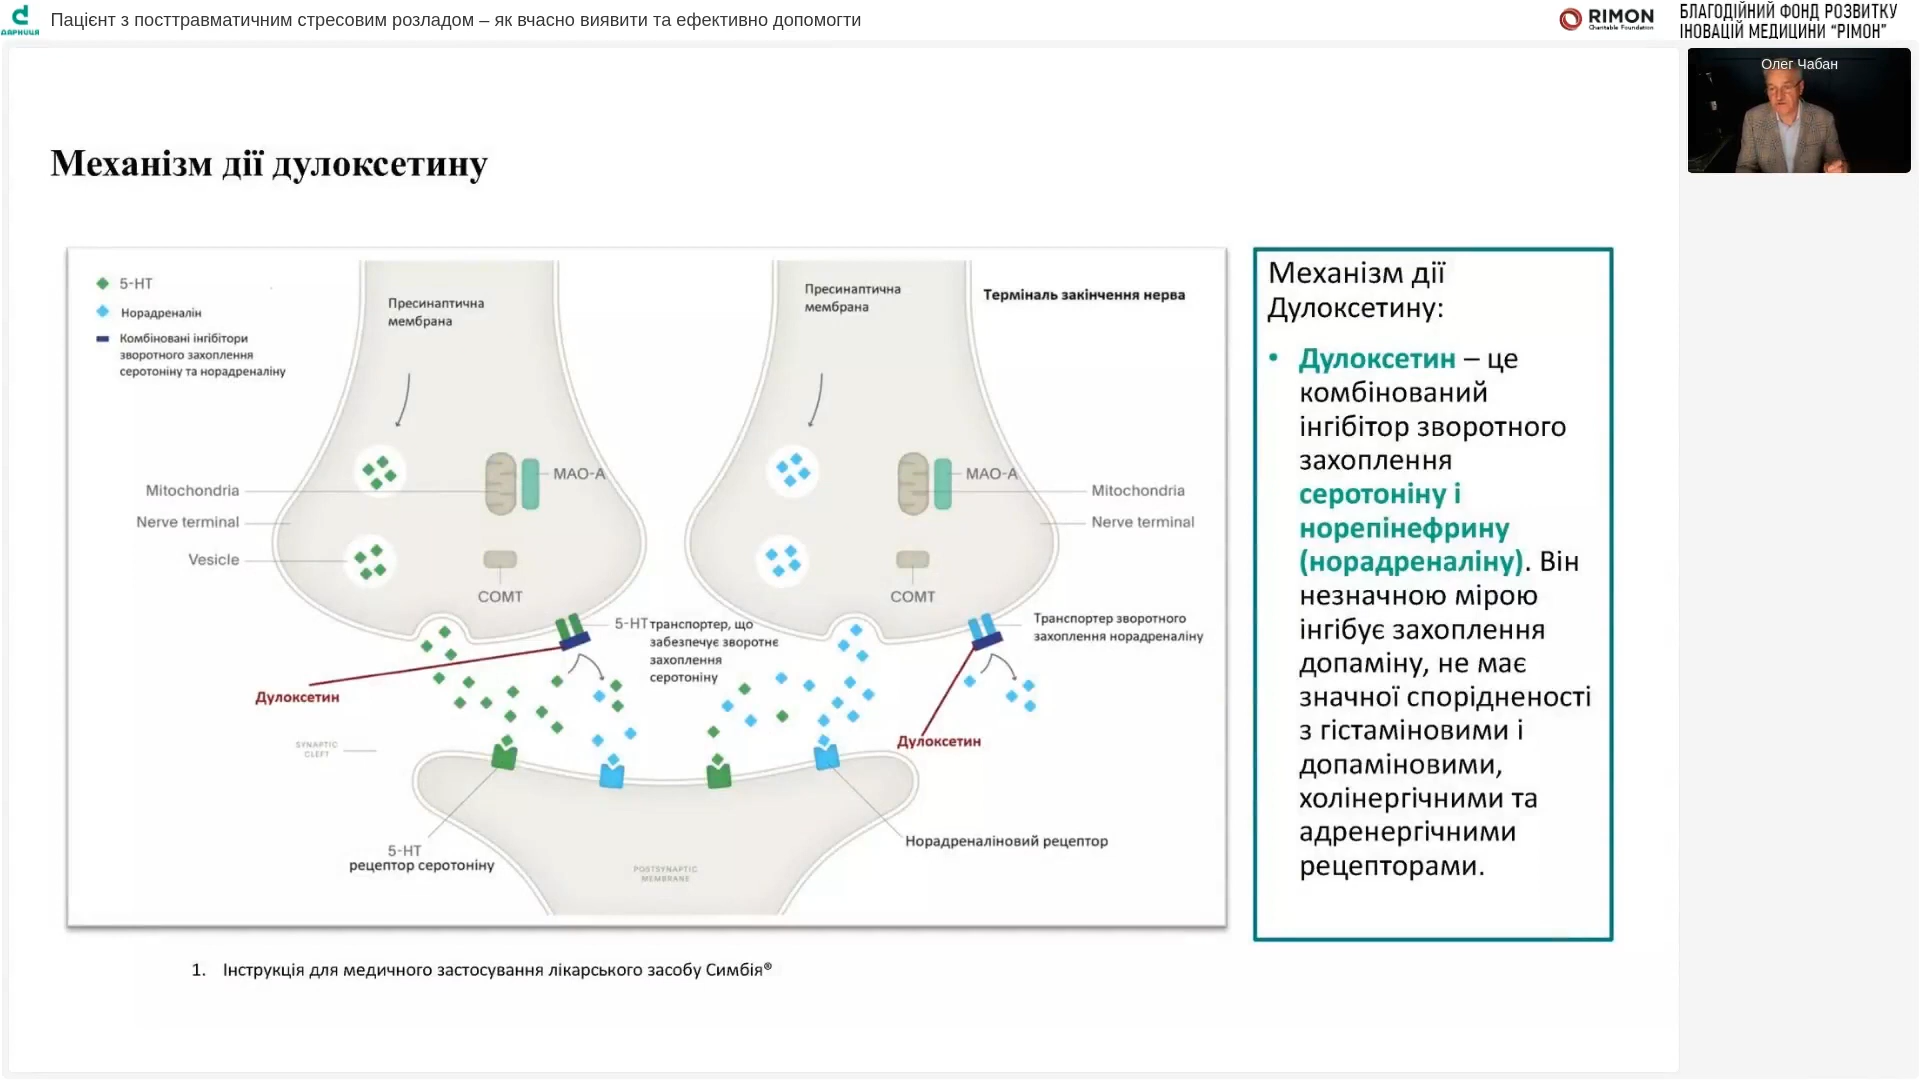 ДАРНИЦЯ
Пацієнт з посттравматичним стресовим розладом – як вчасно виявити та ефективно допомогти
RIMON
Charitable Foundation
БЛАГОДІЙНИЙ ФОНД РОЗВИТКУ
ІНОВАЦІЙ МЕДИЦИНИ “РІМОН”
Олег Чабан
Механізм дії дулоксетину
5-HT
Норадреналін
Комбіновані інгібітори
зворотного захоплення
серотоніну та норадреналіну
Пресинаптична
мембрана
Пресинаптична
мембрана
Терміналь закінчення нерва
MAO-A
MAO-A
Mitochondria
Nerve terminal
Vesicle
Mitochondria
Nerve terminal
COMT
COMT
5-HT транспортер, що
забезпечує зворотнє
захоплення
серотоніну
Транспортер зворотного
захоплення норадреналіну
Дулоксетин
Дулоксетин
SYNAPTIC
CLEFT
5-HT
рецептор серотоніну
Норадреналіновий рецептор
POSTSYNAPTIC
MEMBRANE
Механізм дії
Дулоксетину:
• Дулоксетин – це
комбінований
інгібітор зворотного
захоплення
серотоніну і
норепінефрину
(норадреналіну). Він
незначною мірою
інгібує захоплення
допаміну, не має
значної спорідненості
з гістаміновими і
допаміновими,
холінергічними та
адренергічними
рецепторами.
1. Інструкція для медичного застосування лікарського засобу Симбія®